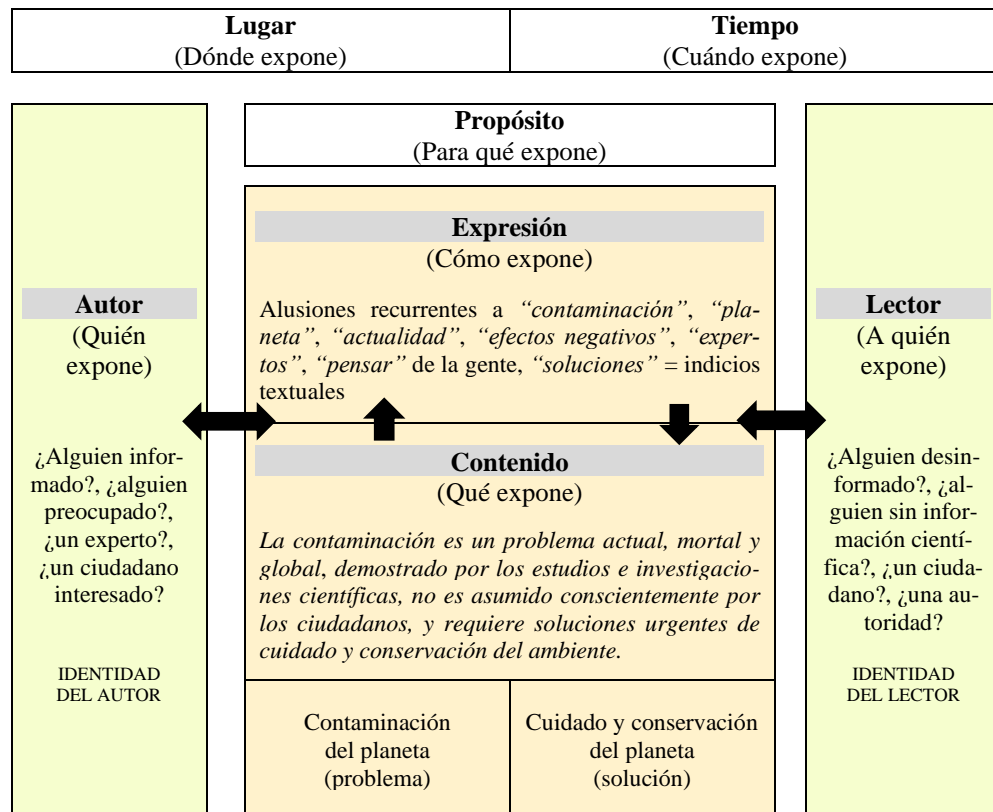 Lugar
(Dónde expone)
Tiempo
(Cuándo expone)
Autor
(Quién
expone)
¿Alguien infor-
mado?, ¿alguien
preocupado?,
¿un experto?,
¿un ciudadano
interesado?
IDENTIDAD
DEL AUTOR
Propósito
(Para qué expone)
Expresión
(Cómo expone)
Alusiones recurrentes a “contaminación”, “pla-
neta”, “actualidad”, “efectos negativos”, “exper-
tos”, “pensar” de la gente, “soluciones” = indicios
textuales
Contenido
(Qué expone)
La contaminación es un problema actual, mortal y
global, demostrado por los estudios e investigacio-
nes científicas, no es asumido conscientemente por
los ciudadanos, y requiere soluciones urgentes de
cuidado y conservación del ambiente.
Contaminación
del planeta
(problema)
Cuidado y conservación
del planeta
(solución)
Lector
(A quién
expone)
¿Alguien desin-
formado?, ¿al-
guien sin infor-
mación cientí-
fica?, ¿un ciuda-
dano?, ¿una au-
toridad?
IDENTIDAD
DEL LECTOR